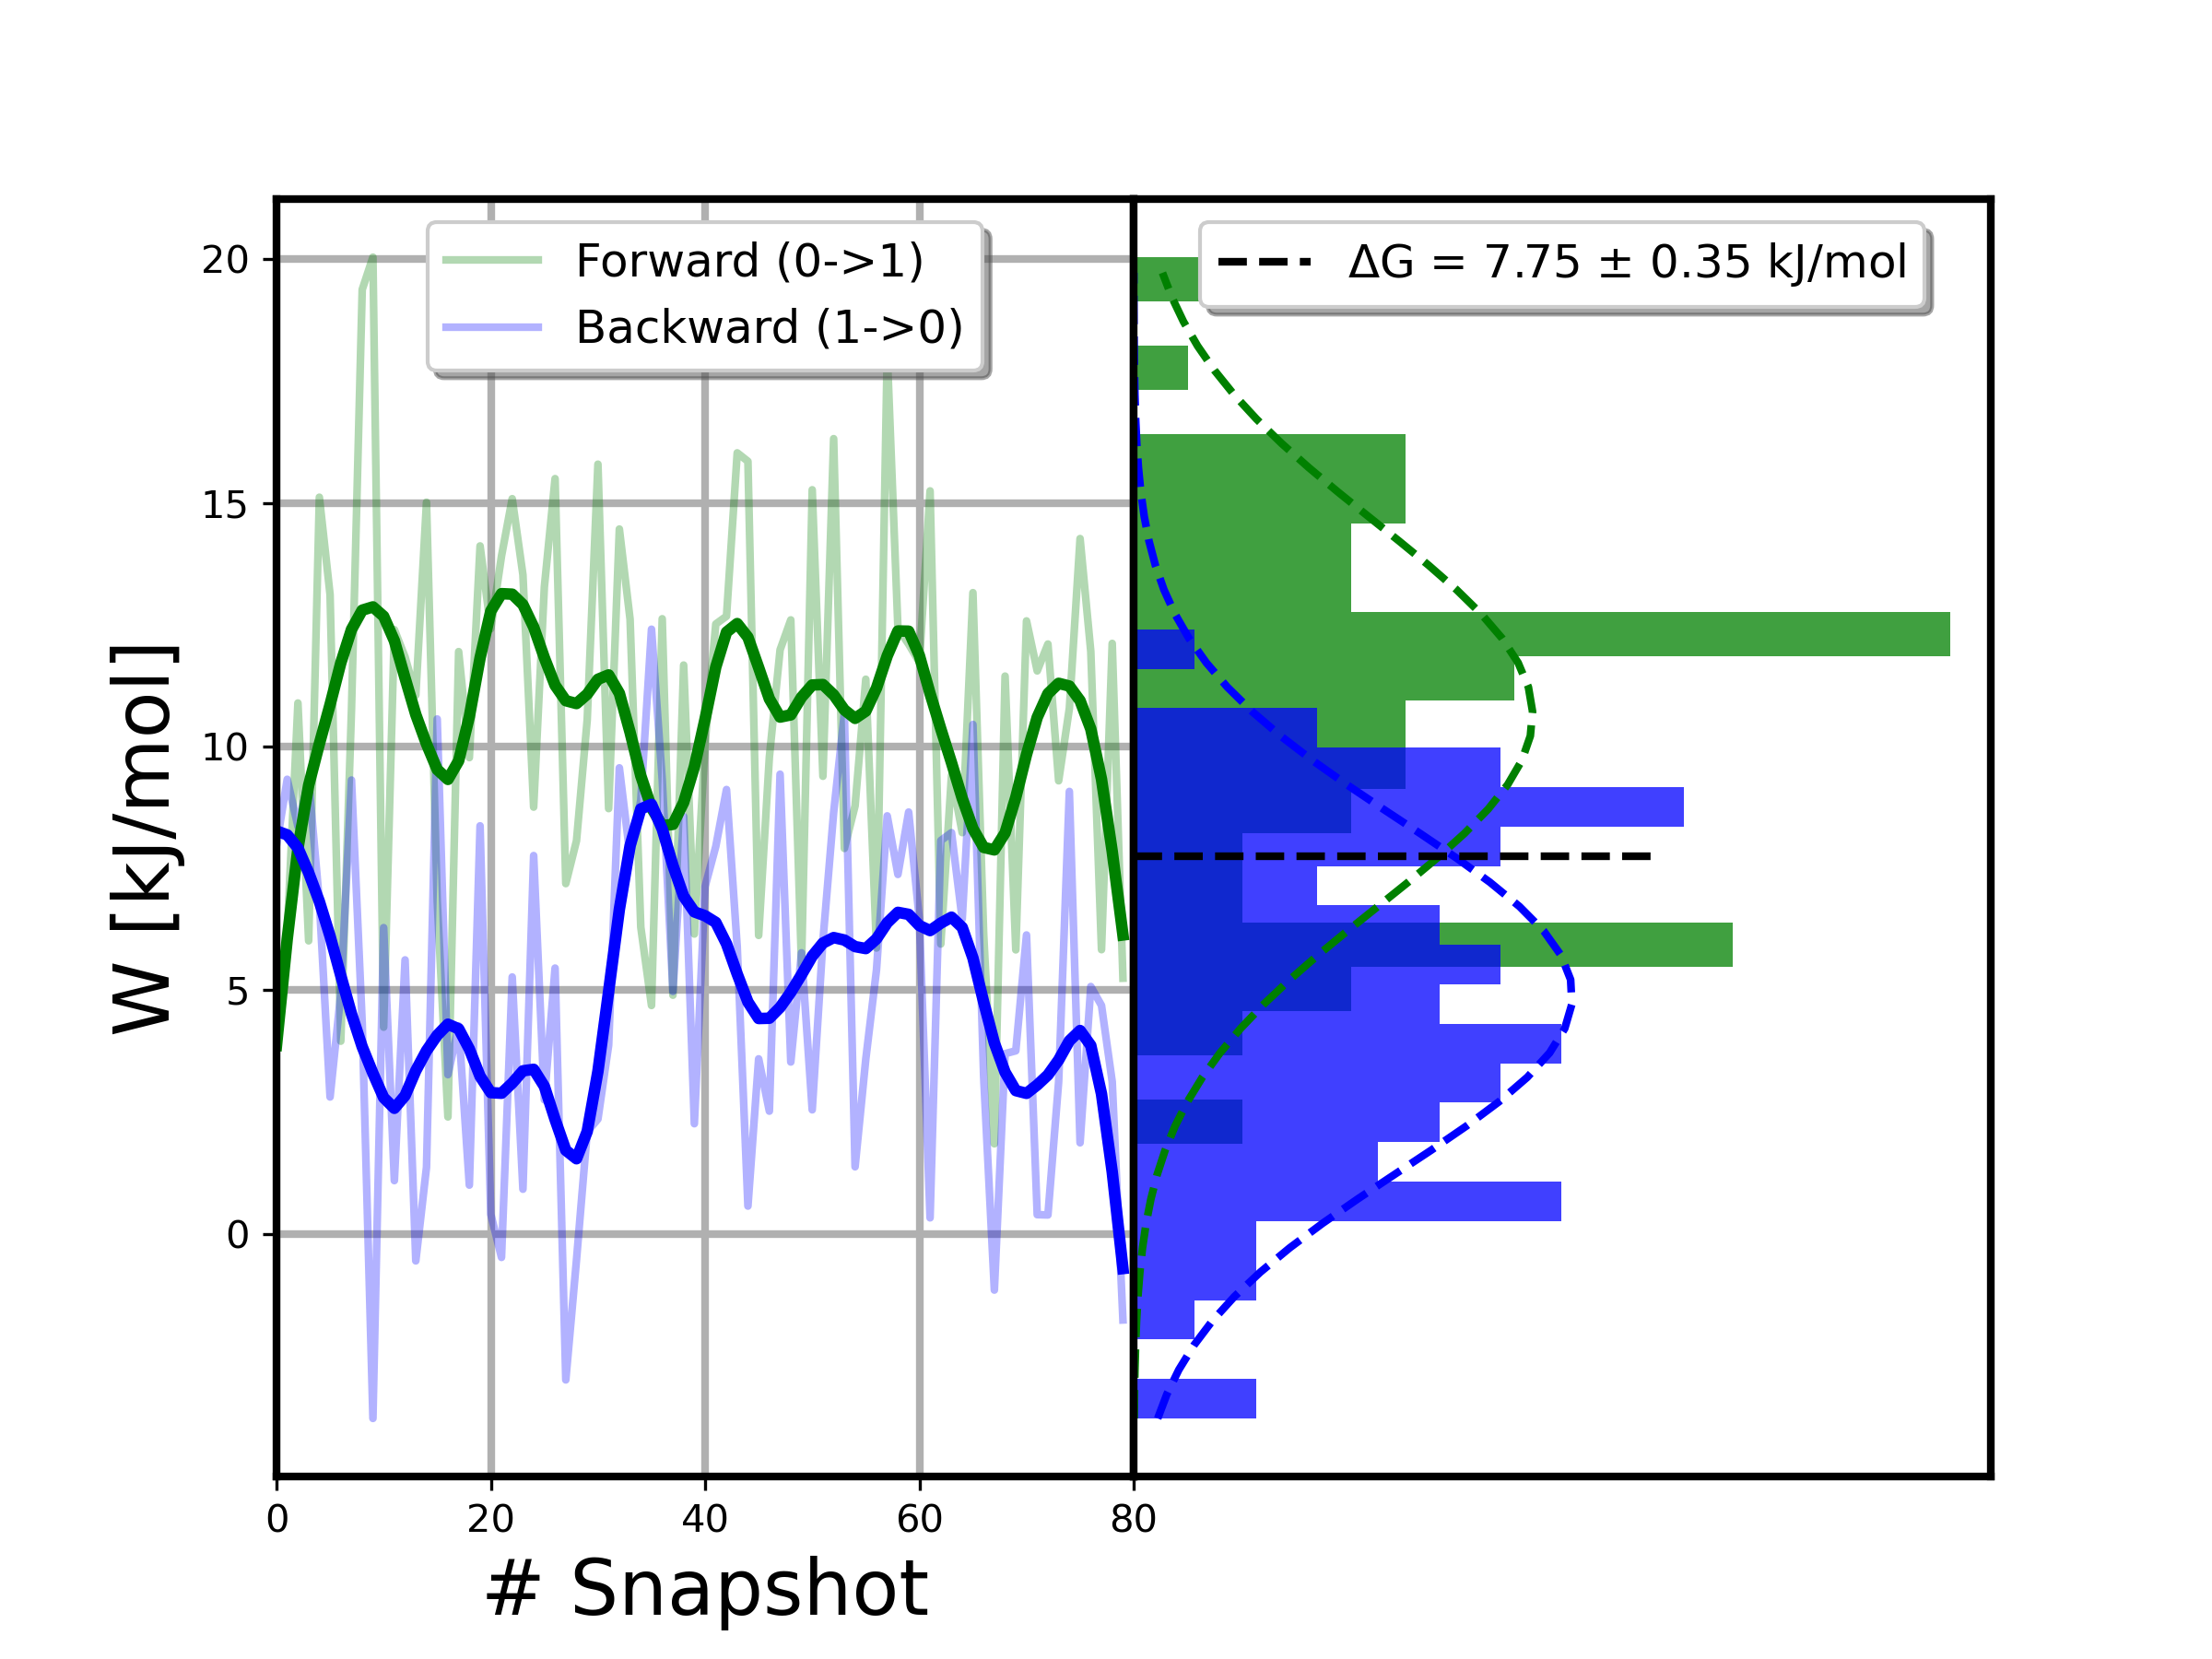 Forward (0->1)
Backward (1->0)
ΔG = 7.75 ± 0.35 kJ/mol
W [kJ/mol]
20
15
10
5
0
0 20 40 60 80
# Snapshot